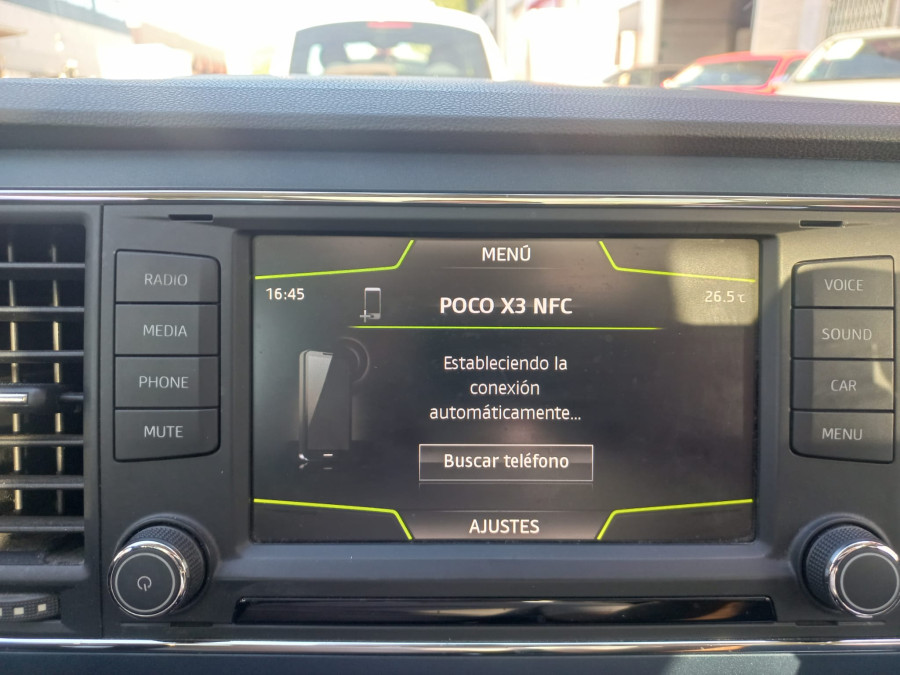 RADIO
MEDIA
PHONE
MUTE
MENÚ
16:45
POCO X3 NFC
26.5℃
Estableciendo la
conexión
automáticamente...
Buscar teléfono
AJUSTES
VOICE
SOUND
CAR
MENU